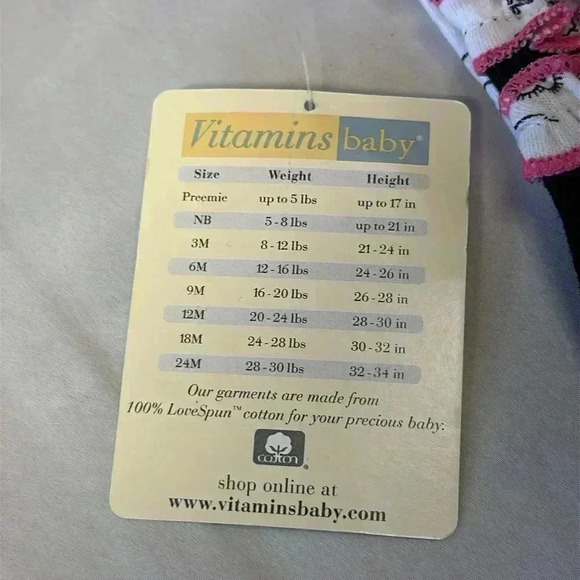 Vitamins baby®
Size Weight Height
Preemie up to 5 lbs up to 17 in
NB 5-8 lbs up to 21 in
3M 8-12 lbs 21-24 in
6M 12-16 lbs 24-26 in
9M 16-20 lbs 26-28 in
12M 20-24 lbs 28-30 in
18M 24-28 lbs 30-32 in
24M 28-30 lbs 32-34 in
Our garments are made from
100% LoveSpun™ cotton for your precious baby.
cotton®
shop online at
www.vitaminsbaby.com